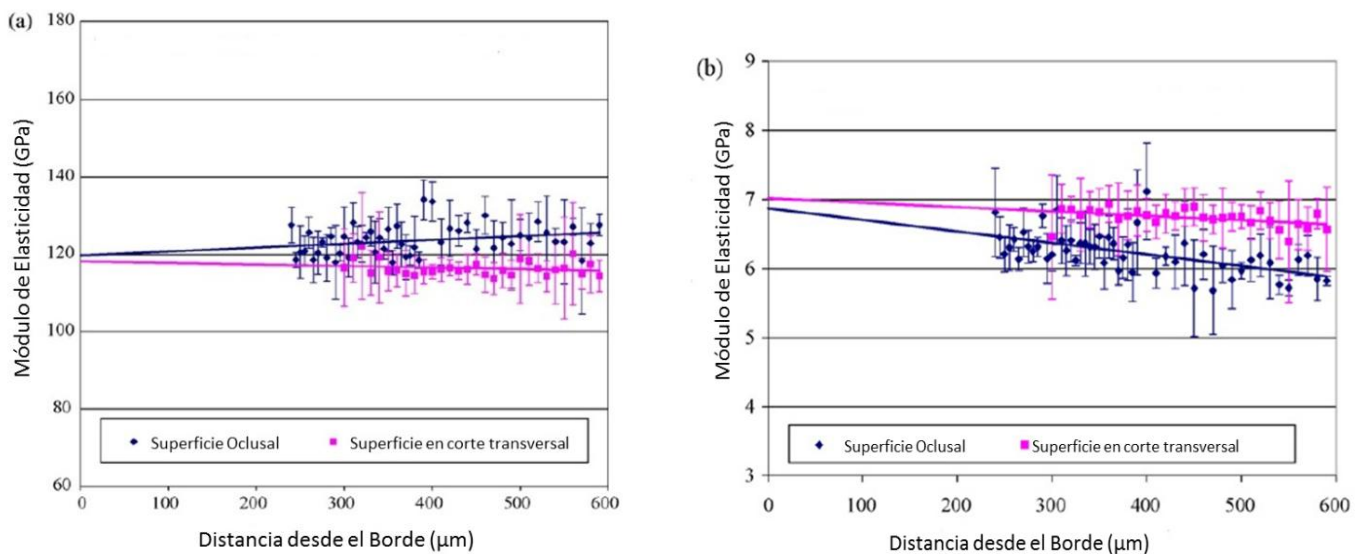 (a)
180
160
140
120
100
80
60
Módulo de Elasticidad (GPa)
Superficie Oclusal
Superficie en corte transversal
0 100 200 300 400 500 600
Distancia desde el Borde (µm)
(b)
9
8
7
6
5
4
3
Módulo de Elasticidad (GPa)
Superficie Oclusal
Superficie en corte transversal
0 100 200 300 400 500 600
Distancia desde el Borde (µm)